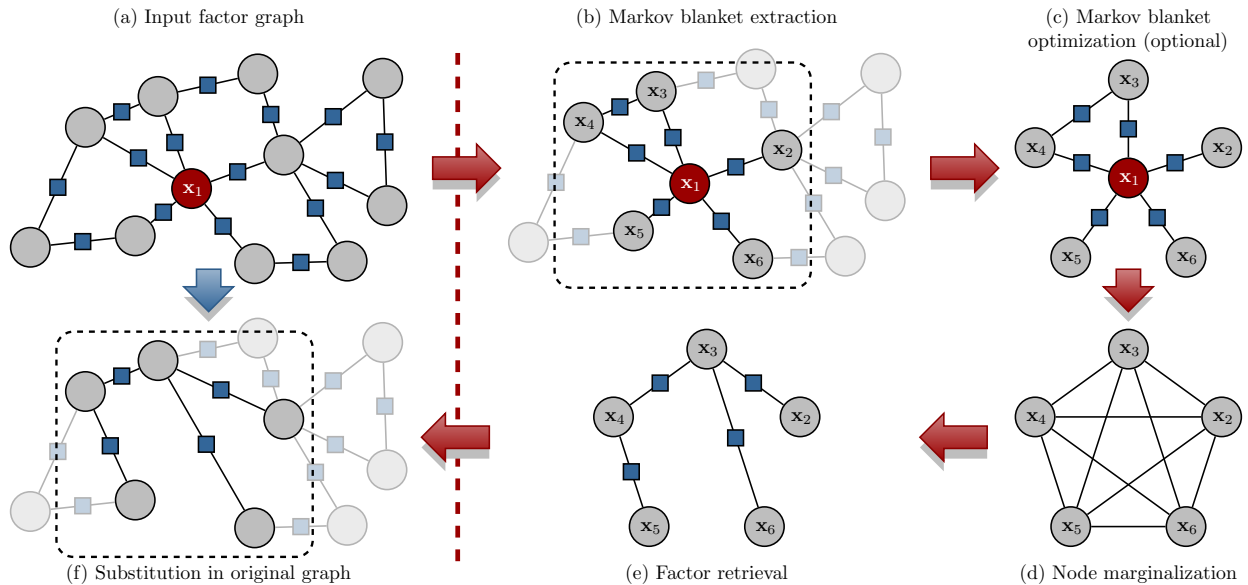 (a) Input factor graph
(b) Markov blanket extraction
(c) Markov blanket
optimization (optional)
x₁
x₃
x₄
x₂
x₁
x₅
x₆
x₃
x₂
x₄
x₁
x₅
x₆
x₃
x₄
x₂
x₅
x₆
x₃
x₄
x₂
x₅
x₆
(f) Substitution in original graph
(e) Factor retrieval
(d) Node marginalization